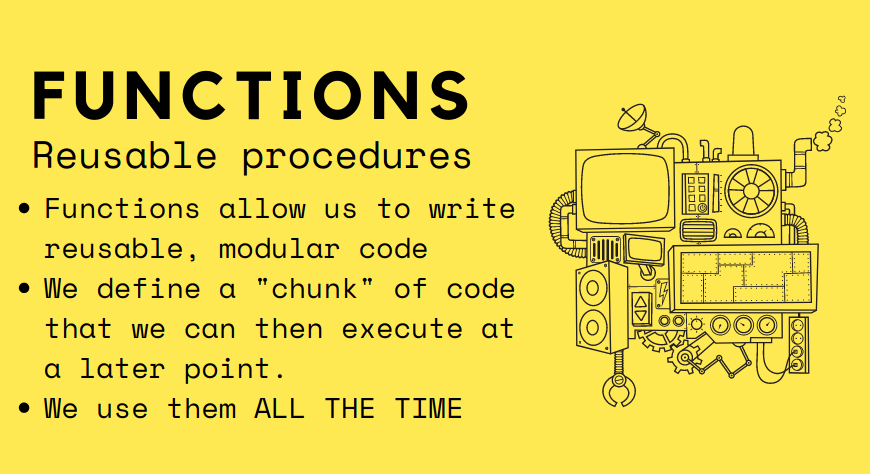 FUNCTIONS
Reusable procedures
• Functions allow us to write
reusable, modular code
• We define a "chunk" of code
that we can then execute at
a later point.
• We use them ALL THE TIME